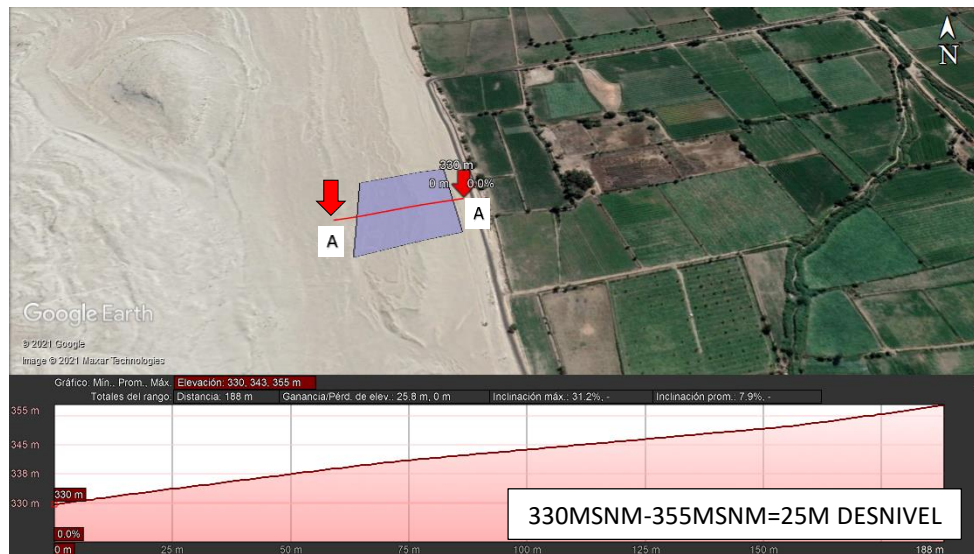 N
330 m
0 m 0.0%
A
A
Google Earth
© 2021 Google
Image © 2021 Maxar Technologies
Gráfico: Mín., Prom., Máx. Elevación: 330, 343, 355 m
Totales del rango: Distancia: 188 m Ganancia/Pérd. de elev.: 25.8 m, 0 m Inclinación máx.: 31.2%, - Inclinación prom.: 7.9%, -
355 m
345 m
338 m
330 m
330 m
0.0%
330MSNM-355MSNM=25M DESNIVEL
0 m 25 m 50 m 75 m 100 m 125 m 150 m 188 m